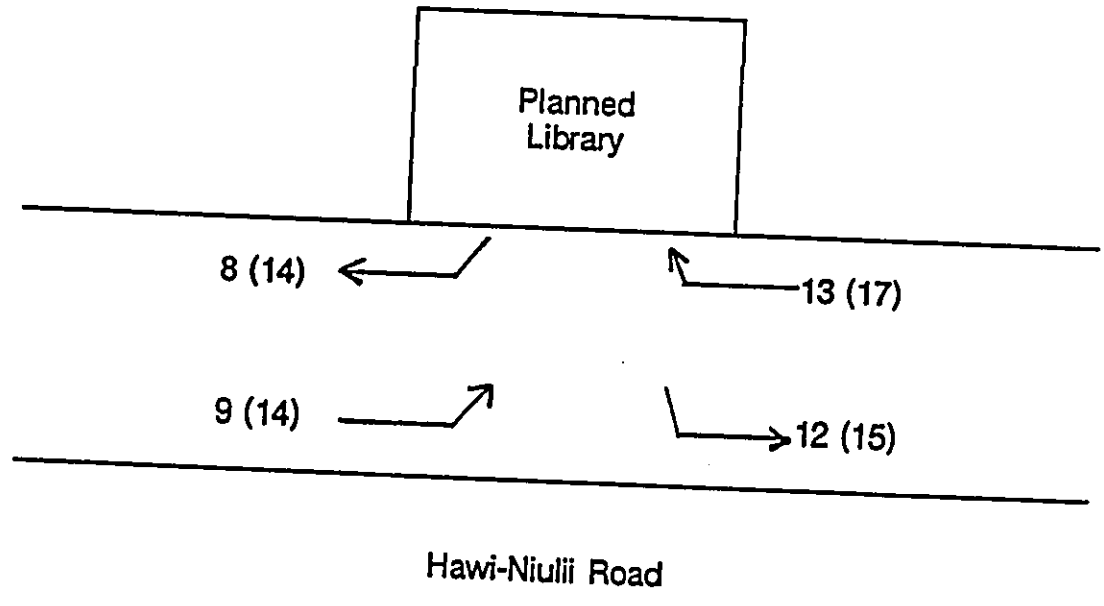 Planned
Library
8 (14)
13 (17)
9 (14)
12 (15)
Hawi-Niulii Road